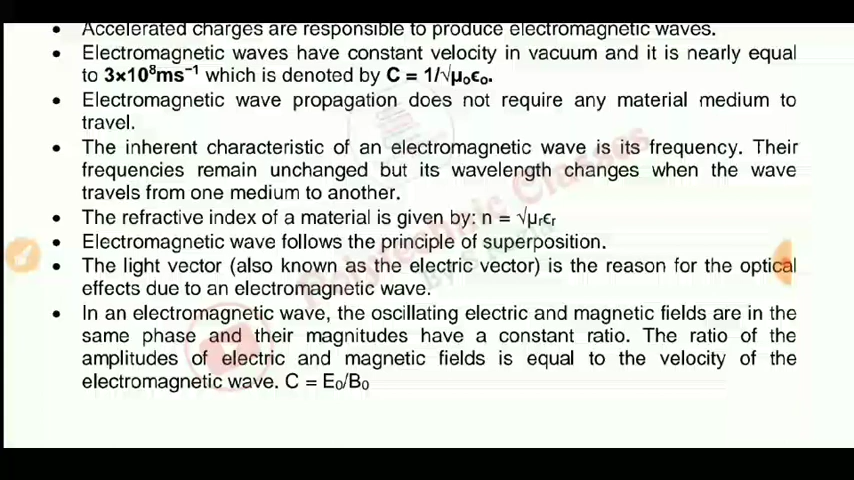 • Accelerated charges are responsible to produce electromagnetic waves.
• Electromagnetic waves have constant velocity in vacuum and it is nearly equal
to 3×10⁸ms⁻¹ which is denoted by C = 1/√µₒϵₒ.
• Electromagnetic wave propagation does not require any material medium to
travel.
• The inherent characteristic of an electromagnetic wave is its frequency. Their
frequencies remain unchanged but its wavelength changes when the wave
travels from one medium to another.
• The refractive index of a material is given by: n = √µᵣϵᵣ
• Electromagnetic wave follows the principle of superposition.
• The light vector (also known as the electric vector) is the reason for the optical
effects due to an electromagnetic wave.
• In an electromagnetic wave, the oscillating electric and magnetic fields are in the
same phase and their magnitudes have a constant ratio. The ratio of the
amplitudes of electric and magnetic fields is equal to the velocity of the
electromagnetic wave. C = E₀/B₀
Polytechnic Classes